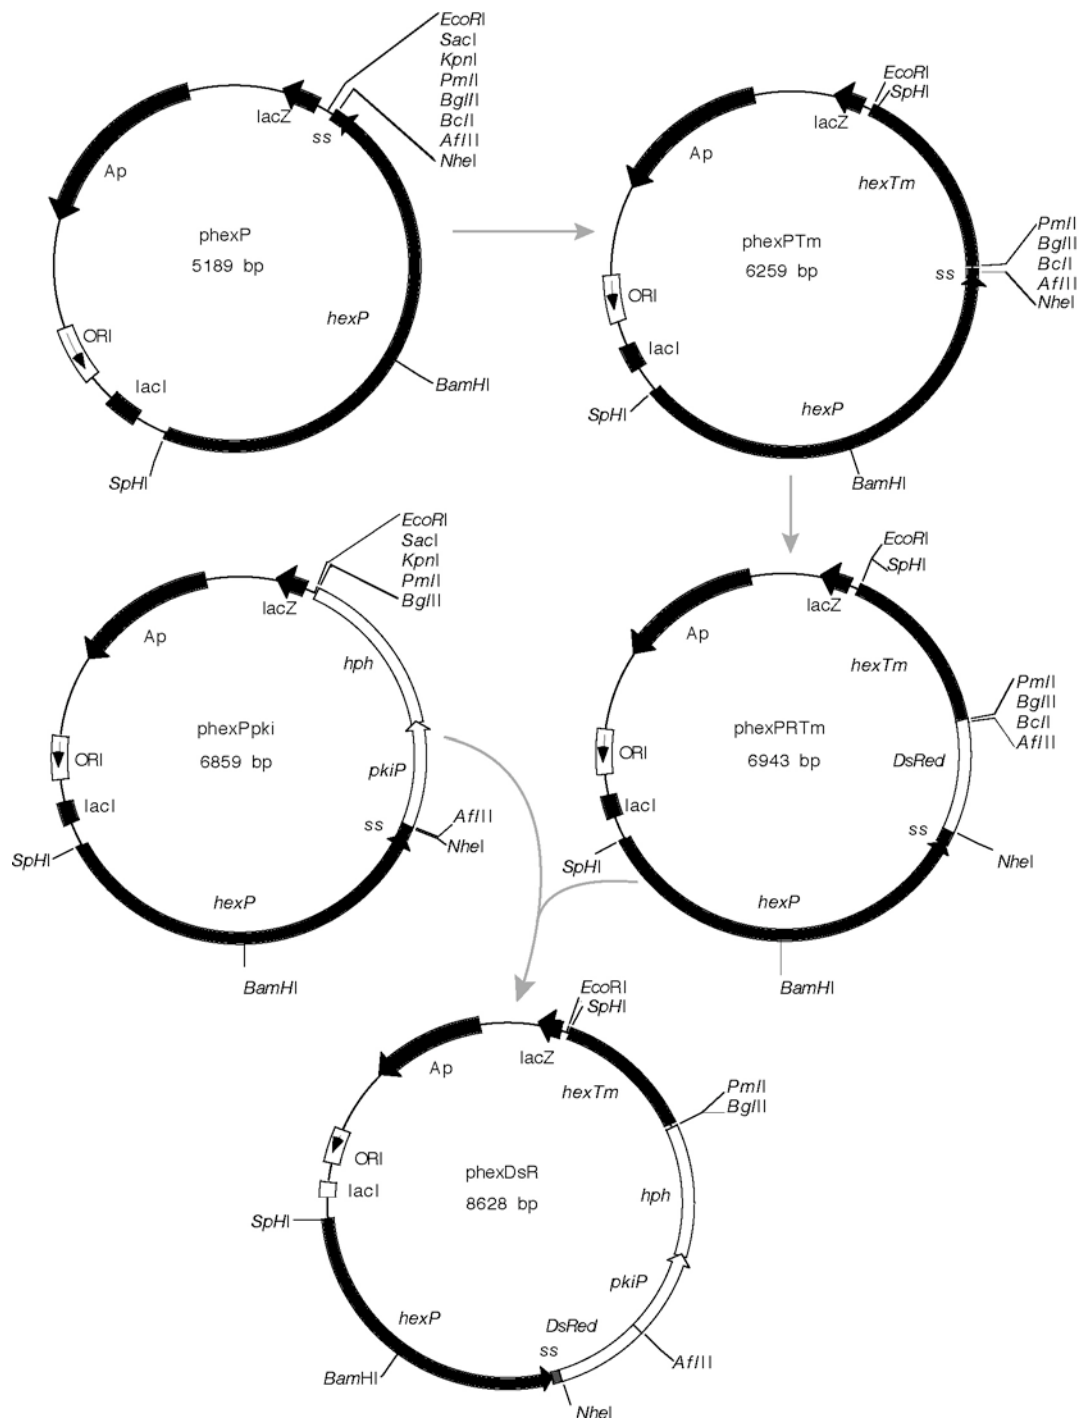 EcoRI
SacI
KpnI
PmlI
BglII
BclI
AflII
NheI
lacZ
ss
Ap
phexP
5189 bp
hexP
ORI
lacI
BamHI
SpHI
EcoRI
SpHI
lacZ
Ap
hexTm
phexPTm
6259 bp
PmlI
BglII
BclI
AflII
NheI
ss
ORI
lacI
SpHI
hexP
BamHI
EcoRI
SacI
KpnI
PmlI
BglII
lacZ
Ap
hph
phexPpki
6859 bp
pkiP
ORI
lacI
ss
AflII
NheI
SpHI
hexP
BamHI
EcoRI
SpHI
lacZ
Ap
hexTm
PmlI
BglII
BclI
AflII
phexPRTm
6943 bp
DsRed
ORI
lacI
ss
NheI
SpHI
hexP
BamHI
EcoRI
SpHI
lacZ
Ap
hexTm
PmlI
BglII
ORI
phexDsR
8628 bp
lacI
hph
SpHI
pkiP
hexP
DsRed
ss
AflII
BamHI
NheI